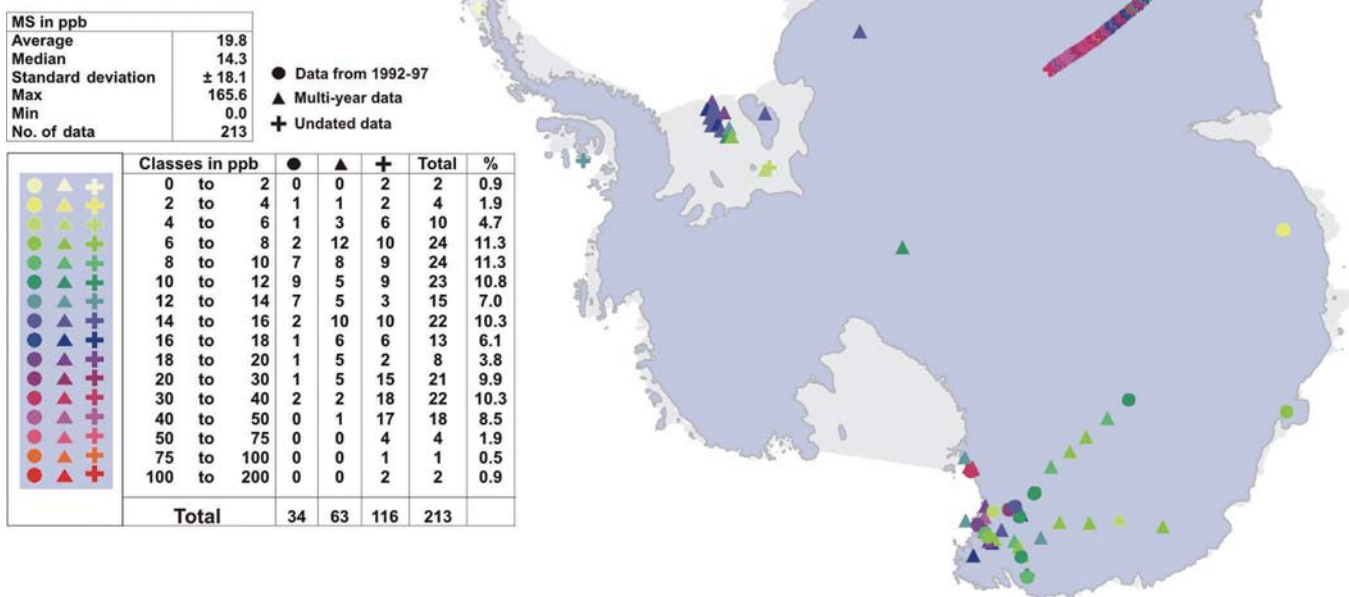 MS in ppb
Average 19.8
Median 14.3
Standard deviation ± 18.1
Max 165.6
Min 0.0
No. of data 213
● Data from 1992-97
▲ Multi-year data
+ Undated data
Classes in ppb ● ▲ + Total %
0 to 2 0 0 2 2 0.9
2 to 4 1 1 2 4 1.9
4 to 6 1 3 6 10 4.7
6 to 8 2 12 10 24 11.3
8 to 10 7 8 9 24 11.3
10 to 12 9 5 9 23 10.8
12 to 14 7 5 3 15 7.0
14 to 16 2 10 10 22 10.3
16 to 18 1 6 6 13 6.1
18 to 20 1 5 2 8 3.8
20 to 30 1 5 15 21 9.9
30 to 40 2 2 18 22 10.3
40 to 50 0 1 17 18 8.5
50 to 75 0 0 4 4 1.9
75 to 100 0 0 1 1 0.5
100 to 200 0 0 2 2 0.9
Total 34 63 116 213